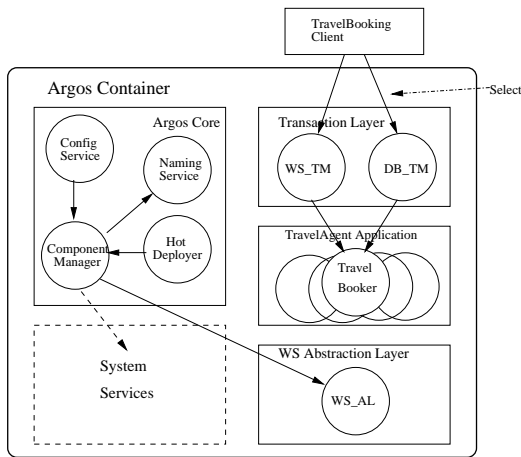 TravelBooking
Client
Select
Argos Container
Argos Core
Config
Service
Naming
Service
Component
Manager
Hot
Deployer
System
Services
Transaction Layer
WS_TM
DB_TM
TravelAgent Application
Travel
Booker
WS Abstraction Layer
WS_AL